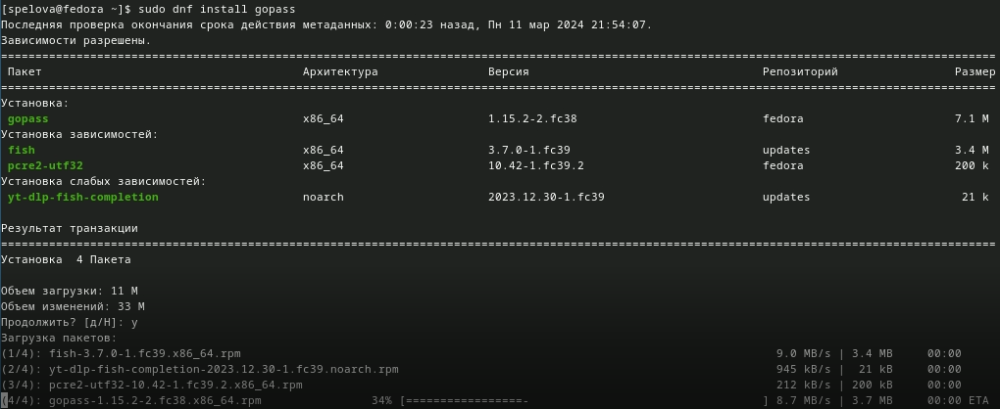 [spelova@fedora ~]$ sudo dnf install gopass
Последняя проверка окончания срока действия метаданных: 0:00:23 назад, Пн 11 мар 2024 21:54:07.
Зависимости разрешены.
================================================================================
Пакет Архитектура Версия Репозиторий Размер
================================================================================
Установка:
gopass x86_64 1.15.2-2.fc38 fedora 7.1 M
Установка зависимостей:
fish x86_64 3.7.0-1.fc39 updates 3.4 M
pcre2-utf32 x86_64 10.42-1.fc39.2 fedora 200 k
Установка слабых зависимостей:
yt-dlp-fish-completion noarch 2023.12.30-1.fc39 updates 21 k
Результат транзакции
================================================================================
Установка 4 Пакета
Объем загрузки: 11 M
Объем изменений: 33 M
Продолжить? [д/Н]: y
Загрузка пакетов:
(1/4): fish-3.7.0-1.fc39.x86_64.rpm 9.0 MB/s | 3.4 MB 00:00
(2/4): yt-dlp-fish-completion-2023.12.30-1.fc39.noarch.rpm 945 kB/s | 21 kB 00:00
(3/4): pcre2-utf32-10.42-1.fc39.2.x86_64.rpm 212 kB/s | 200 kB 00:00
(4/4): gopass-1.15.2-2.fc38.x86_64.rpm 34% [=================- ] 8.7 MB/s | 3.7 MB 00:00 ETA